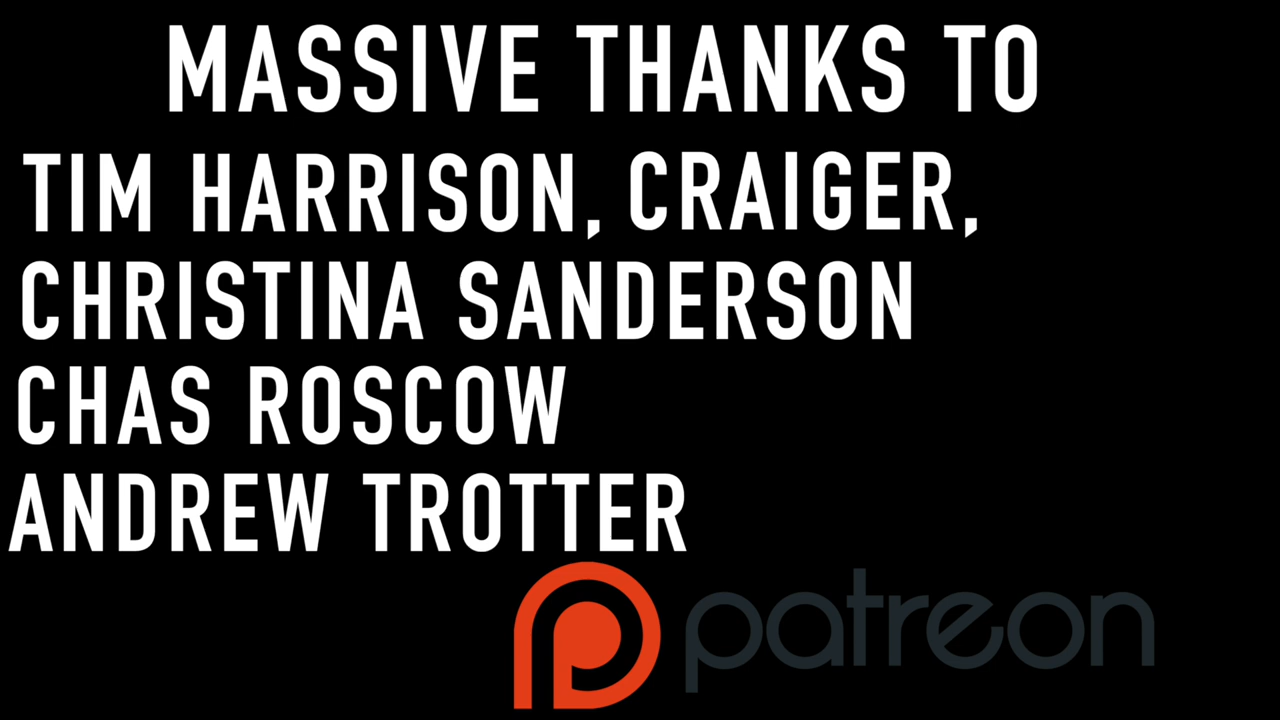 MASSIVE THANKS TO
TIM HARRISON, CRAIGER,
CHRISTINA SANDERSON
CHAS ROSCOW
ANDREW TROTTER
patreon